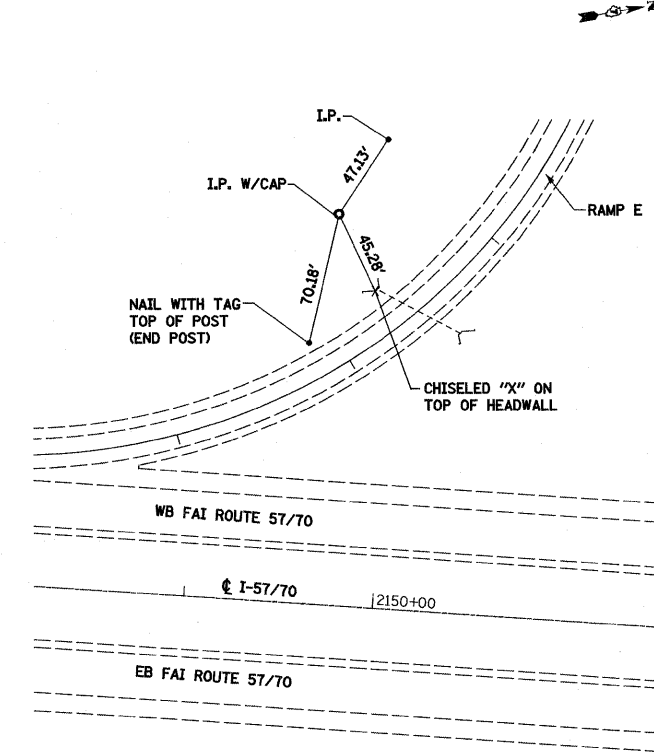 I.P.
47.13'
I.P. W/CAP
RAMP E
45.28'
70.18'
NAIL WITH TAG
TOP OF POST
(END POST)
CHISELED "X" ON
TOP OF HEADWALL
WB FAI ROUTE 57/70
℄ I-57/70
2150+00
EB FAI ROUTE 57/70